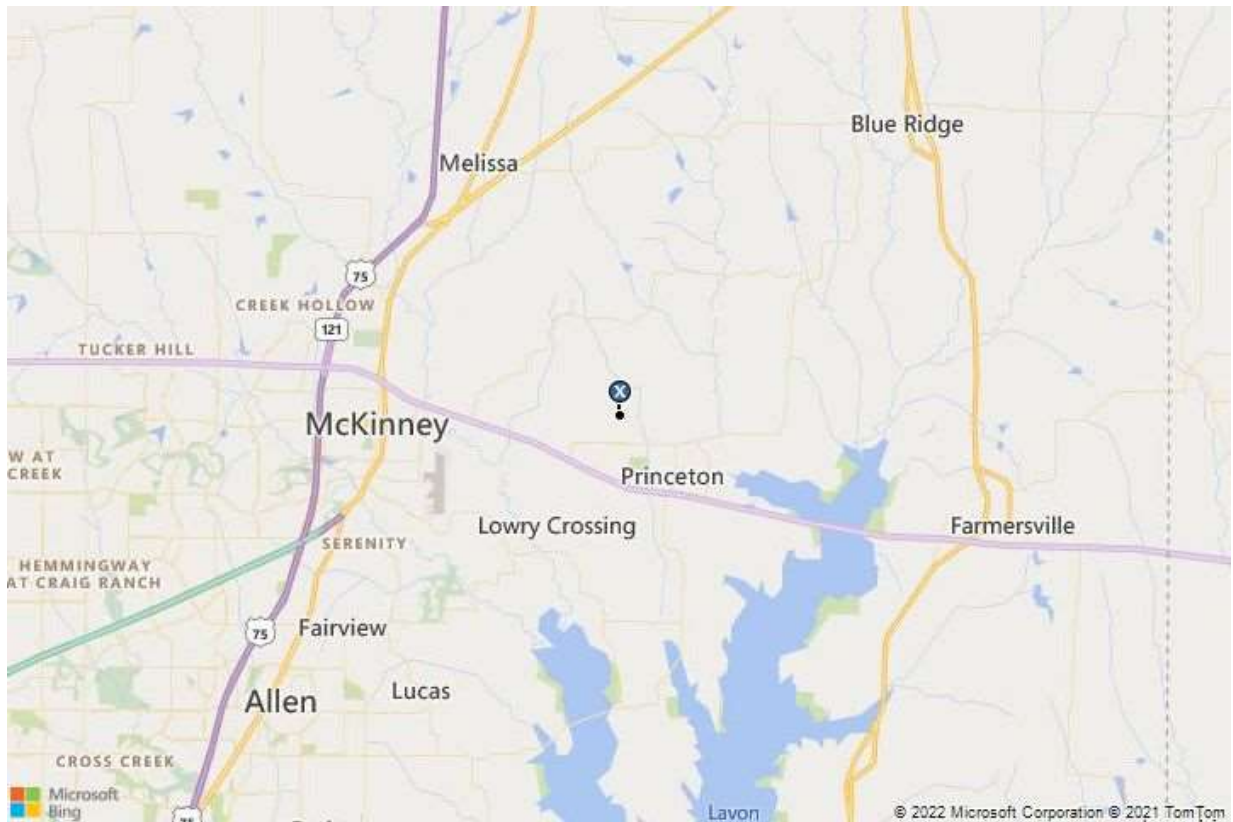 Blue Ridge
Melissa
75
CREEK HOLLOW
121
TUCKER HILL
X
McKinney
W AT
CREEK
Princeton
Lowry Crossing
Farmersville
SERENITY
HEMMINGWAY
AT CRAIG RANCH
75
Fairview
Lucas
Allen
CROSS CREEK
Microsoft
Bing
75
Lavon
© 2022 Microsoft Corporation © 2021 TomTom